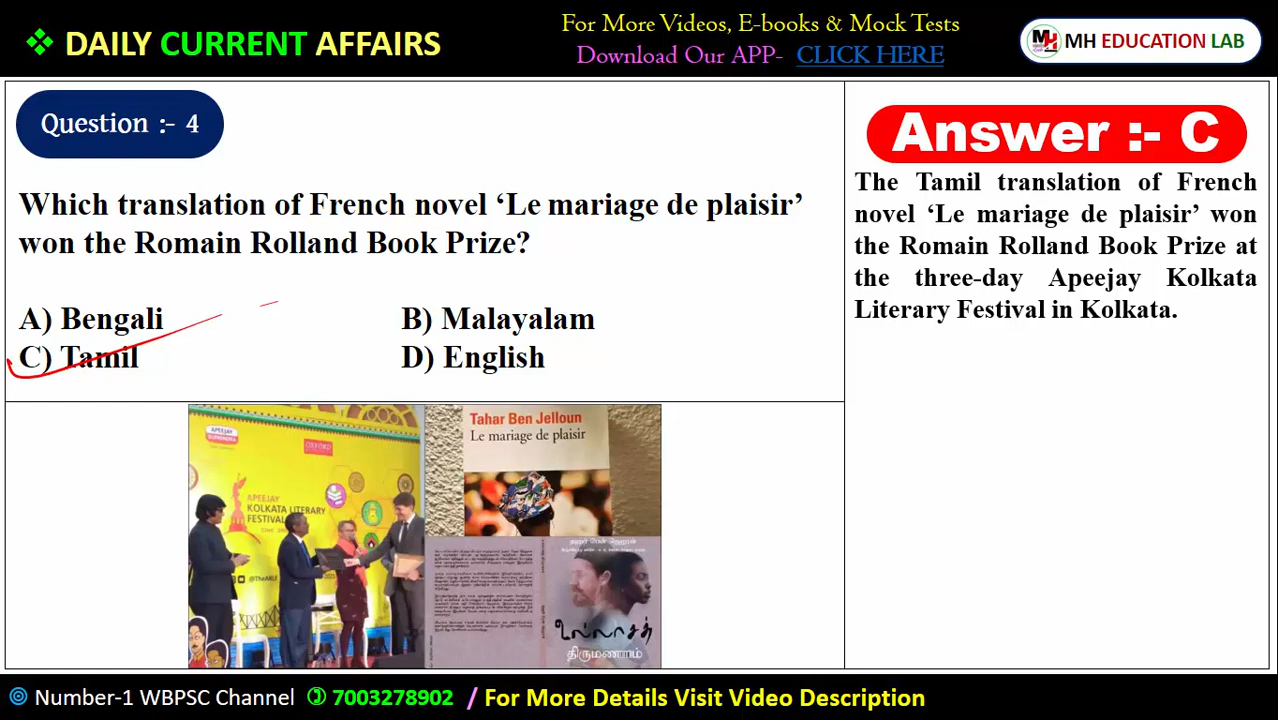 DAILY CURRENT AFFAIRS
For More Videos, E-books & Mock Tests
Download Our APP- CLICK HERE
MH EDUCATION LAB
Question :- 4
Which translation of French novel ‘Le mariage de plaisir’
won the Romain Rolland Book Prize?
A) Bengali
B) Malayalam
C) Tamil
D) English
Answer :- C
The Tamil translation of French
novel ‘Le mariage de plaisir’ won
the Romain Rolland Book Prize at
the three-day Apeejay Kolkata
Literary Festival in Kolkata.
APEEJAY
OXFORD
APEEJAY
KOLKATA LITERARY
FESTIVAL
Tahar Ben Jelloun
Le mariage de plaisir
உல்லாசத்
திருமணம்
Number-1 WBPSC Channel 7003278902 / For More Details Visit Video Description